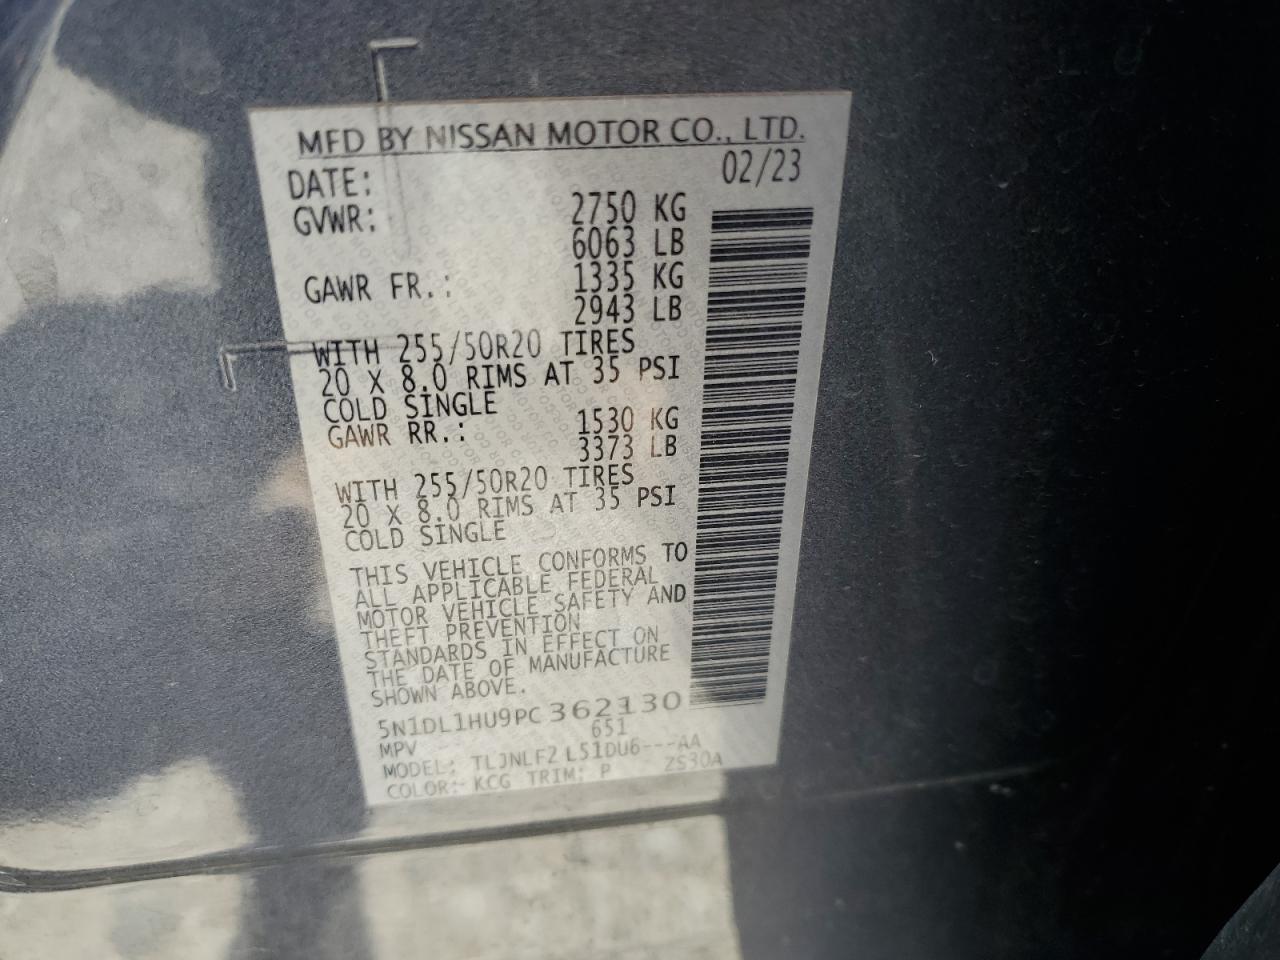 MFD BY NISSAN MOTOR CO., LTD.
DATE: 02/23
GVWR: 2750 KG
6063 LB
GAWR FR.: 1335 KG
2943 LB
WITH 255/50R20 TIRES
20 X 8.0 RIMS AT 35 PSI
COLD SINGLE
GAWR RR.: 1530 KG
3373 LB
WITH 255/50R20 TIRES
20 X 8.0 RIMS AT 35 PSI
COLD SINGLE
THIS VEHICLE CONFORMS TO
ALL APPLICABLE FEDERAL
MOTOR VEHICLE SAFETY AND
THEFT PREVENTION
STANDARDS IN EFFECT ON
THE DATE OF MANUFACTURE
SHOWN ABOVE.
5N1DL1HU9PC362130
MPV 651
MODEL: TLJNLF2 L51DU6---AA
COLOR: KCG TRIM: P ZS30A